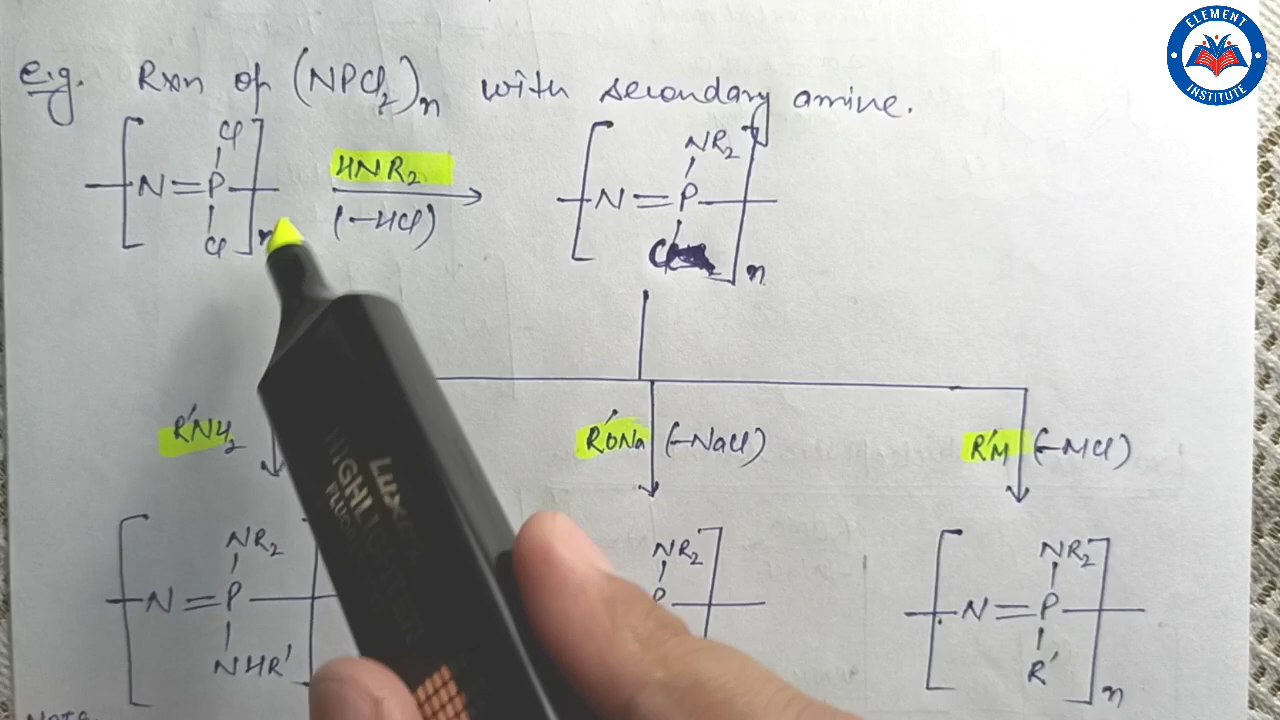 ELEMENT INSTITUTE
e.g. Rxn of (NPCl2)n with secondary amine.
Cl
NR2
[N=P]
HNR2
[N=P]
Cl
(-HCl)
Cl
n
R'NH2
R'ONa (-NaCl)
R'M (-MCl)
NR2
NR2
NR2
[N=P
P]
[N=P]
NHR'
R'
n
LUXOR
HIGHLIGHTER